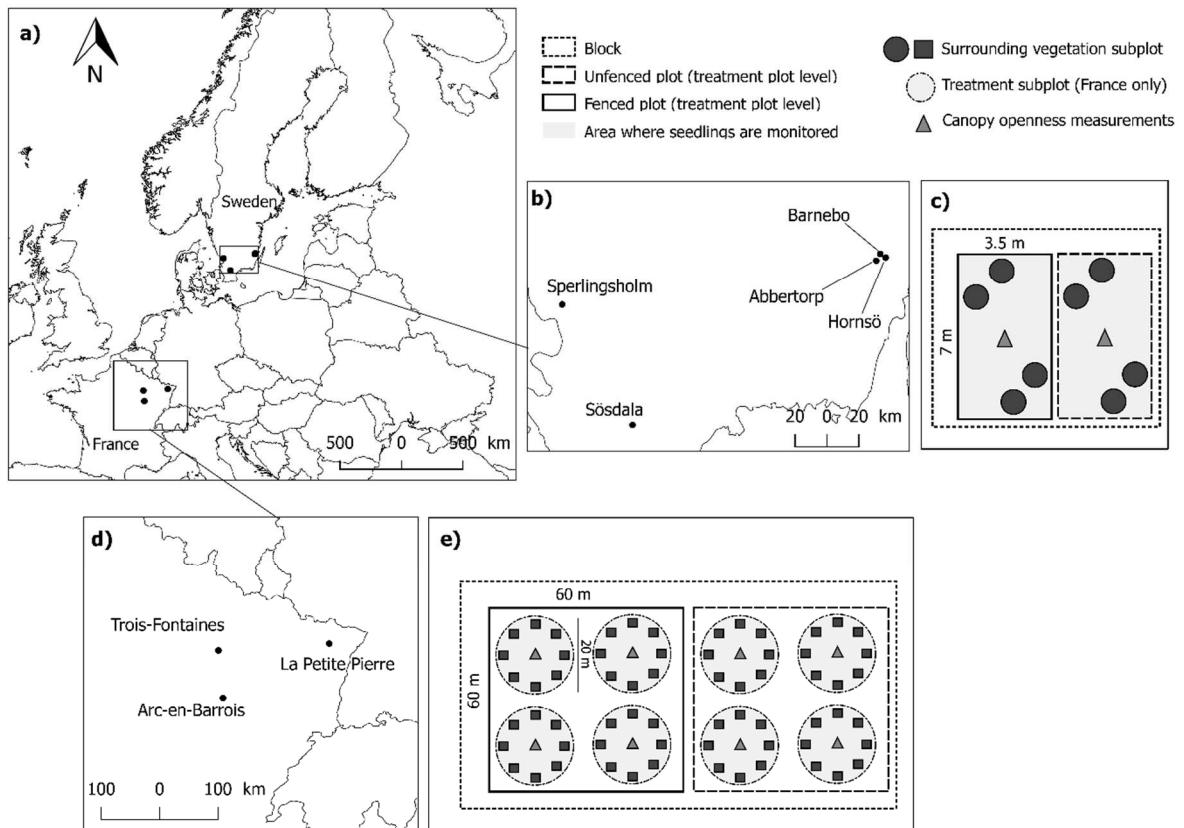 a)
N
Sweden
France
500 0 500 km
Block
Unfenced plot (treatment plot level)
Fenced plot (treatment plot level)
Area where seedlings are monitored
Surrounding vegetation subplot
Treatment subplot (France only)
Canopy openness measurements
b)
Barnebo
Sperlingsholm
Abbertorp
Hornsö
Sösdala
20 0 20 km
c)
3.5 m
7 m
d)
Trois-Fontaines
La Petite Pierre
Arc-en-Barrois
100 0 100 km
e)
60 m
20 m
60 m